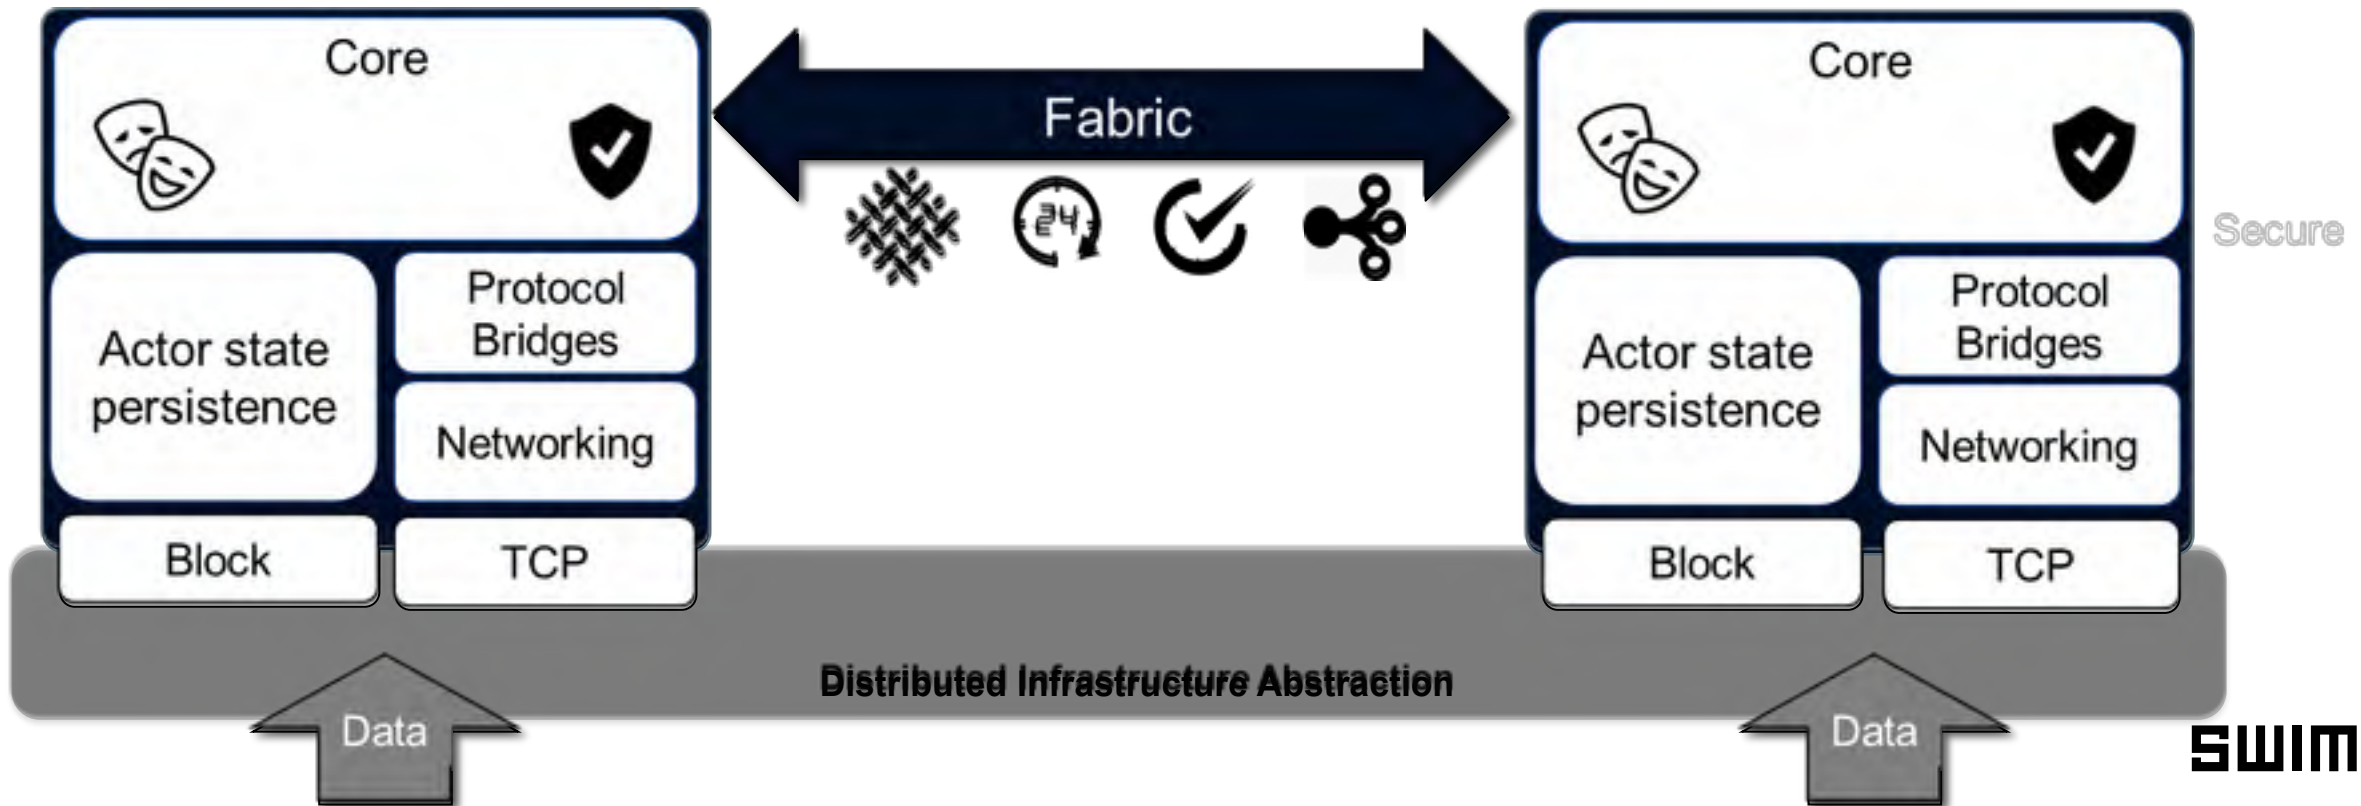 Core
Fabric
24
Core
Secure
Actor state
persistence
Protocol
Bridges
Networking
Block
TCP
Actor state
persistence
Protocol
Bridges
Networking
Block
TCP
Distributed Infrastructure Abstraction
Data
Data
SWIM